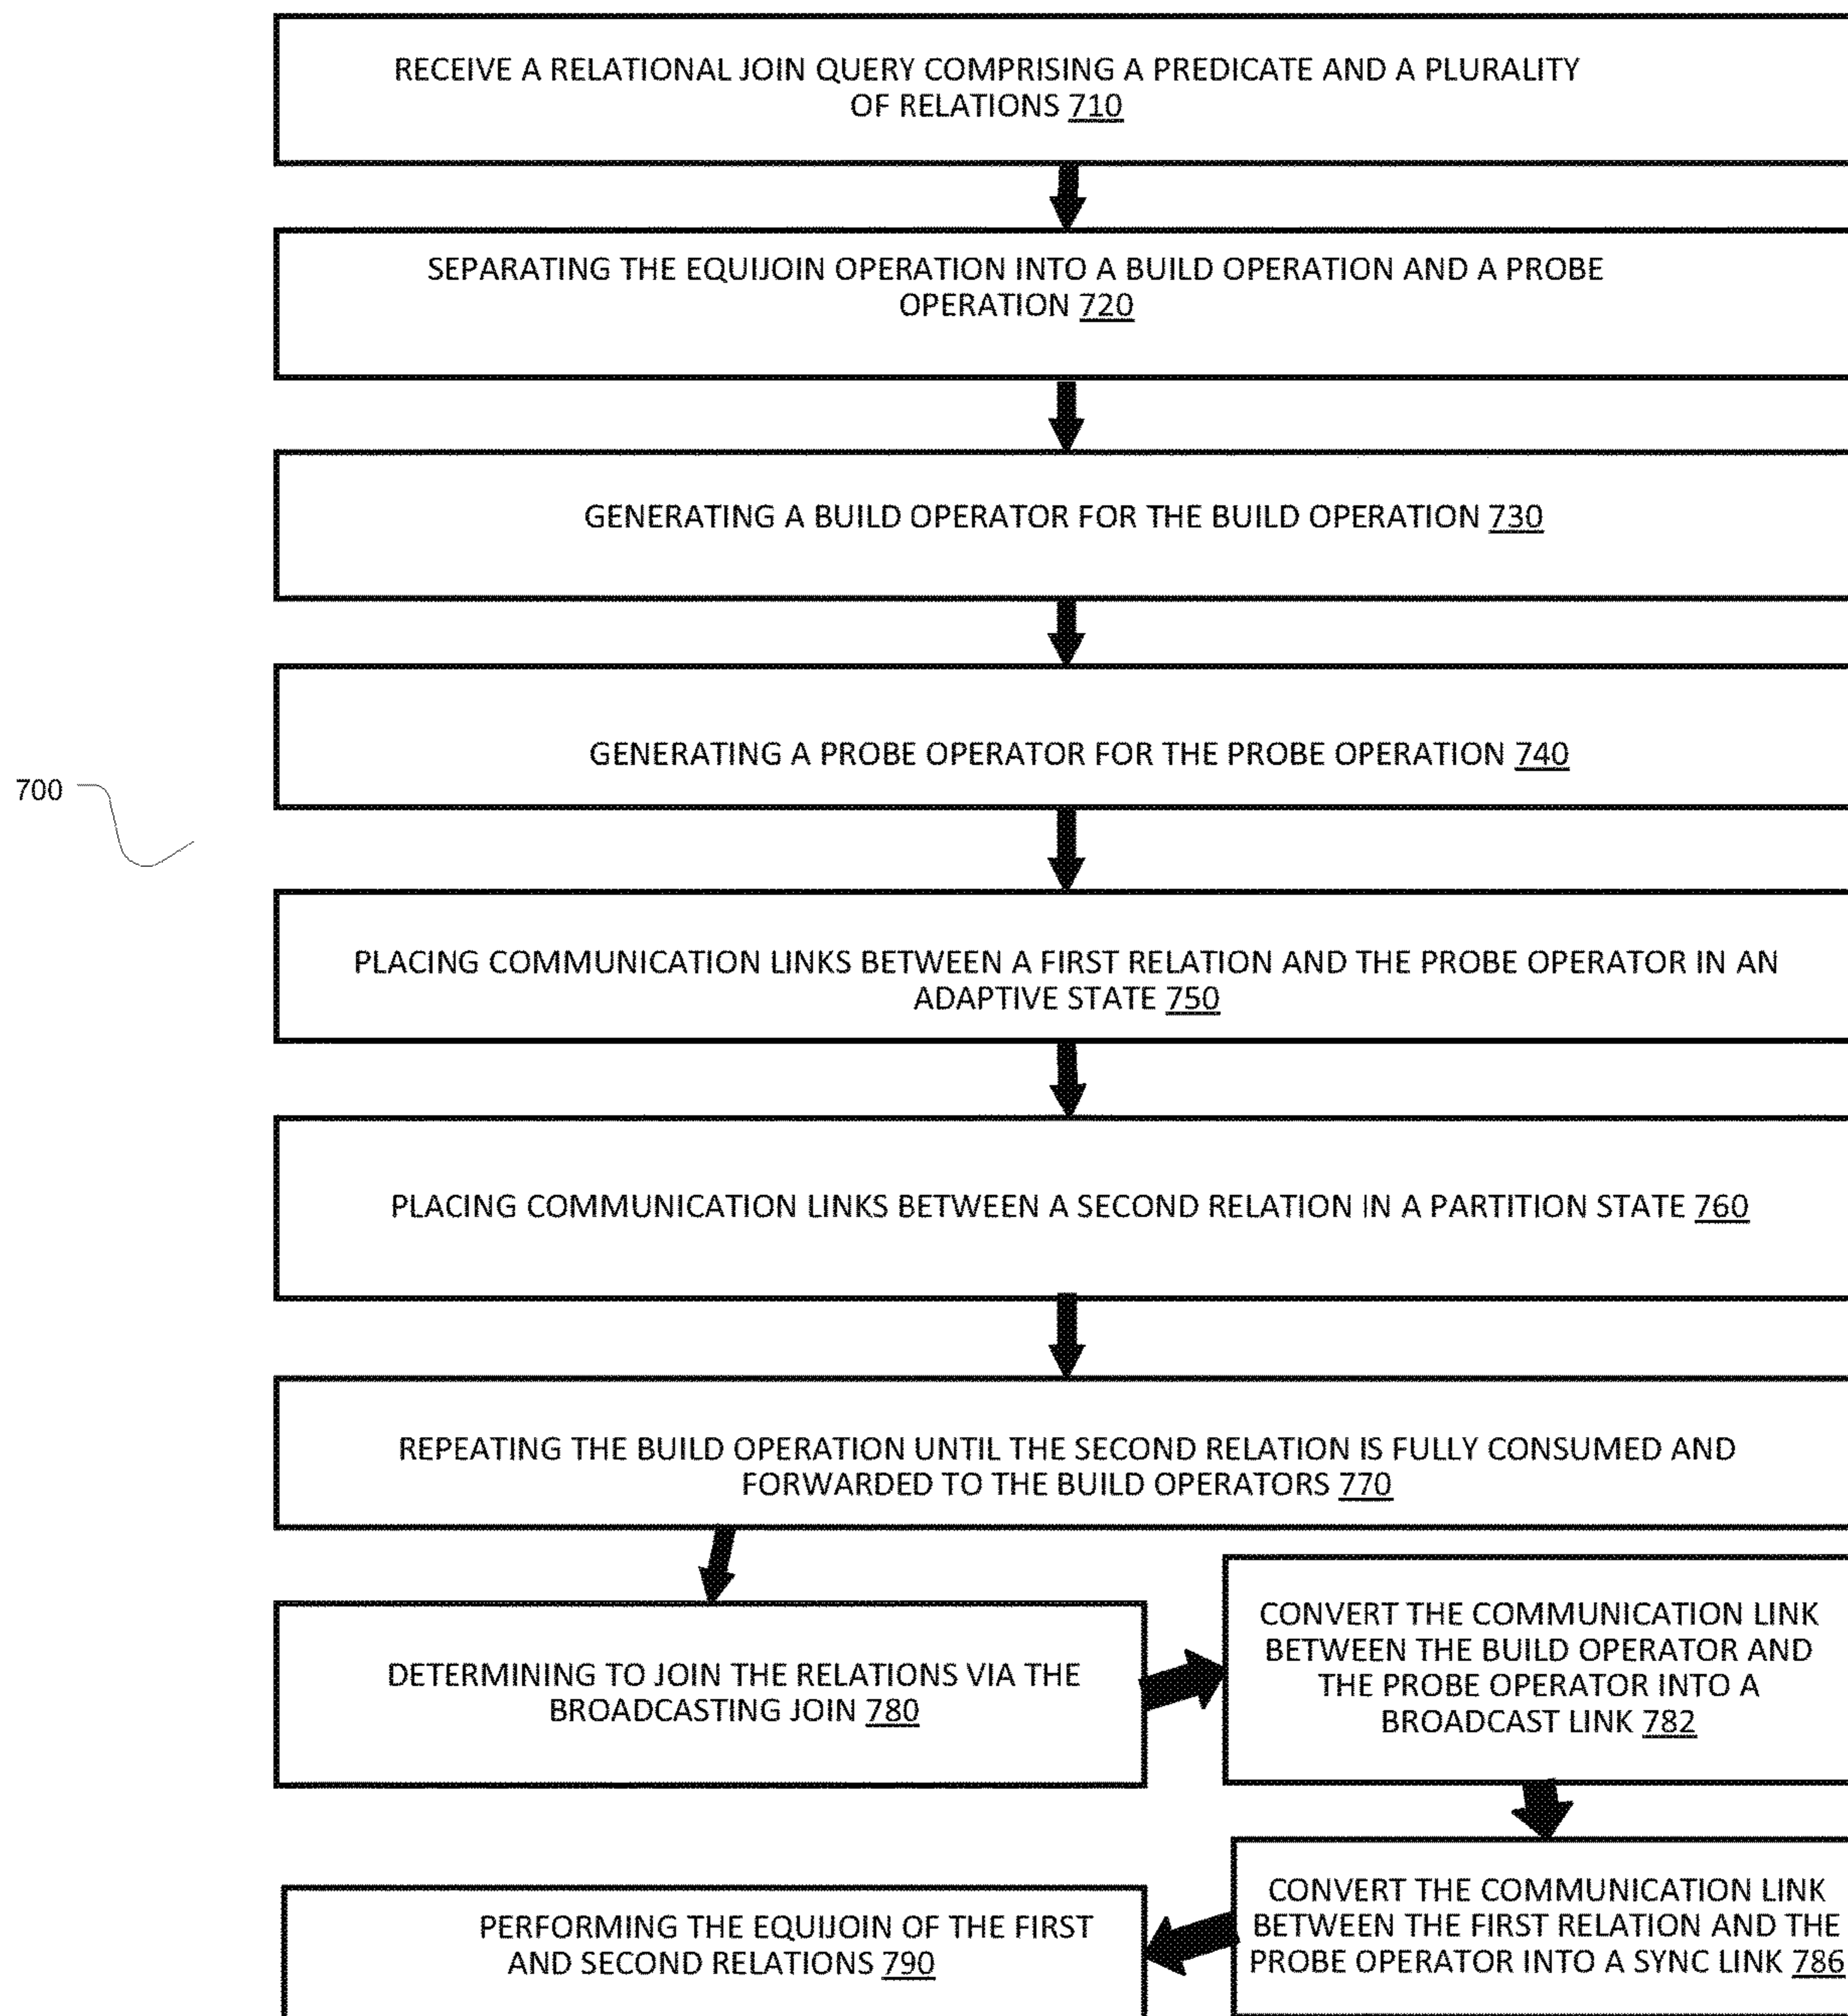 RECEIVE A RELATIONAL JOIN QUERY COMPRISING A PREDICATE AND A PLURALITY
OF RELATIONS 710
SEPARATING THE EQUIJOIN OPERATION INTO A BUILD OPERATION AND A PROBE
OPERATION 720
GENERATING A BUILD OPERATOR FOR THE BUILD OPERATION 730
GENERATING A PROBE OPERATOR FOR THE PROBE OPERATION 740
700
PLACING COMMUNICATION LINKS BETWEEN A FIRST RELATION AND THE PROBE OPERATOR IN AN
ADAPTIVE STATE 750
PLACING COMMUNICATION LINKS BETWEEN A SECOND RELATION IN A PARTITION STATE 760
REPEATING THE BUILD OPERATION UNTIL THE SECOND RELATION IS FULLY CONSUMED AND
FORWARDED TO THE BUILD OPERATORS 770
DETERMINING TO JOIN THE RELATIONS VIA THE
BROADCASTING JOIN 780
CONVERT THE COMMUNICATION LINK
BETWEEN THE BUILD OPERATOR AND
THE PROBE OPERATOR INTO A
BROADCAST LINK 782
CONVERT THE COMMUNICATION LINK
BETWEEN THE FIRST RELATION AND THE
PROBE OPERATOR INTO A SYNC LINK 786
PERFORMING THE EQUIJOIN OF THE FIRST
AND SECOND RELATIONS 790